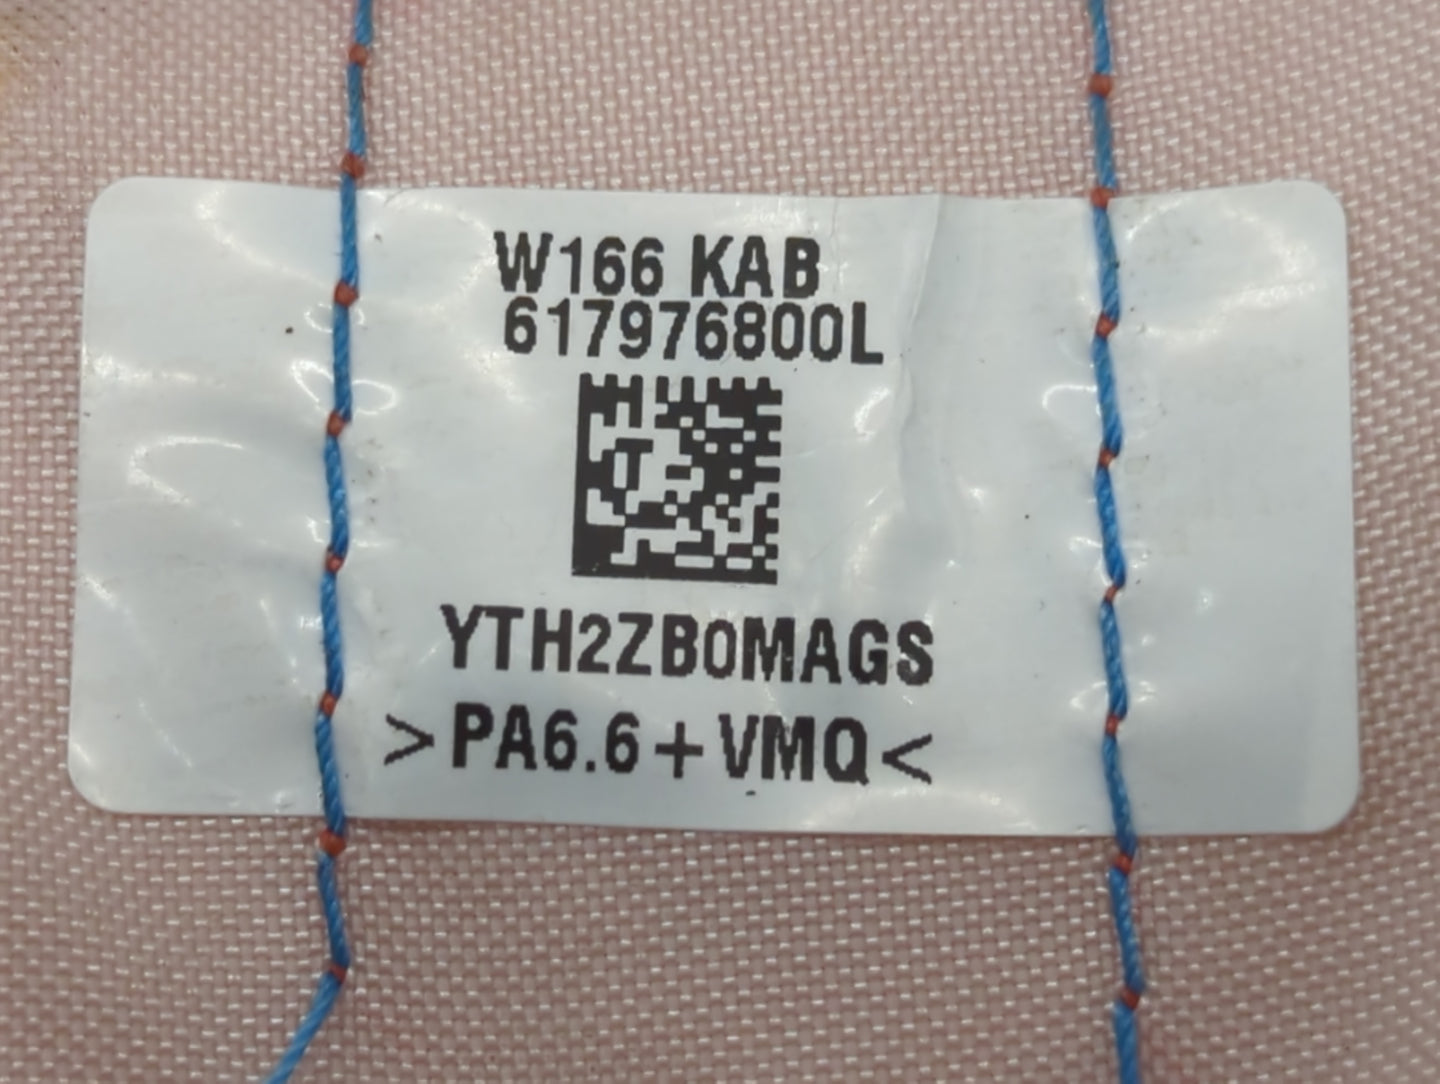 W166 KAB
617976800L
YTH2ZB0MAGS
>PA6.6+VMQ<